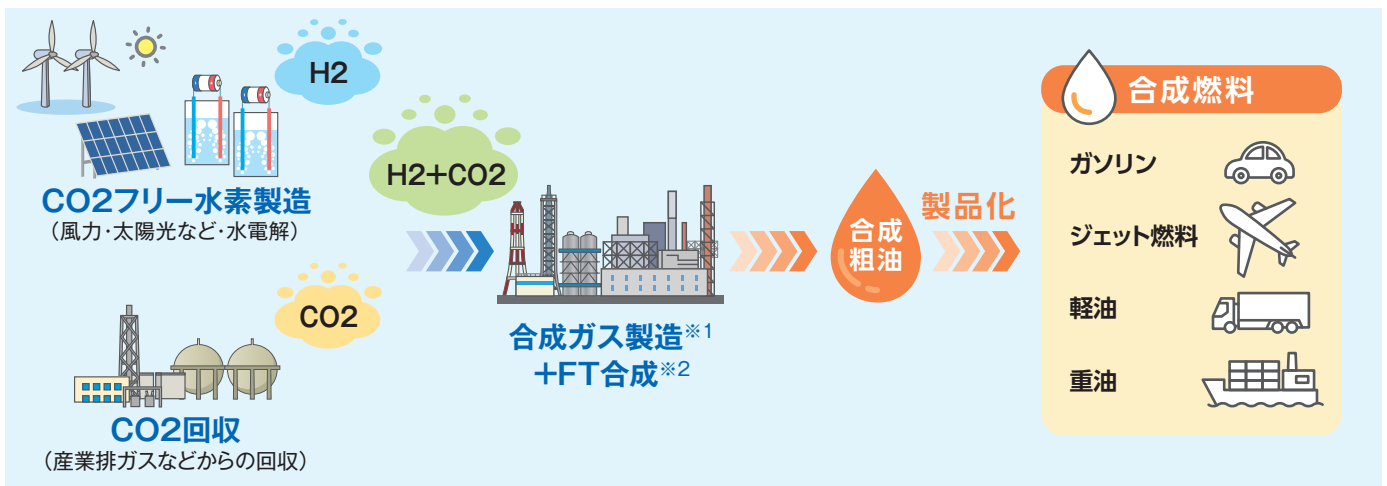 H2
CO2フリー水素製造
（風力・太陽光など・水電解）
H2+CO2
CO2
CO2回収
（産業排ガスなどからの回収）
合成ガス製造※1
＋FT合成※2
合成
粗油
製品化
合成燃料
ガソリン
ジェット燃料
軽油
重油